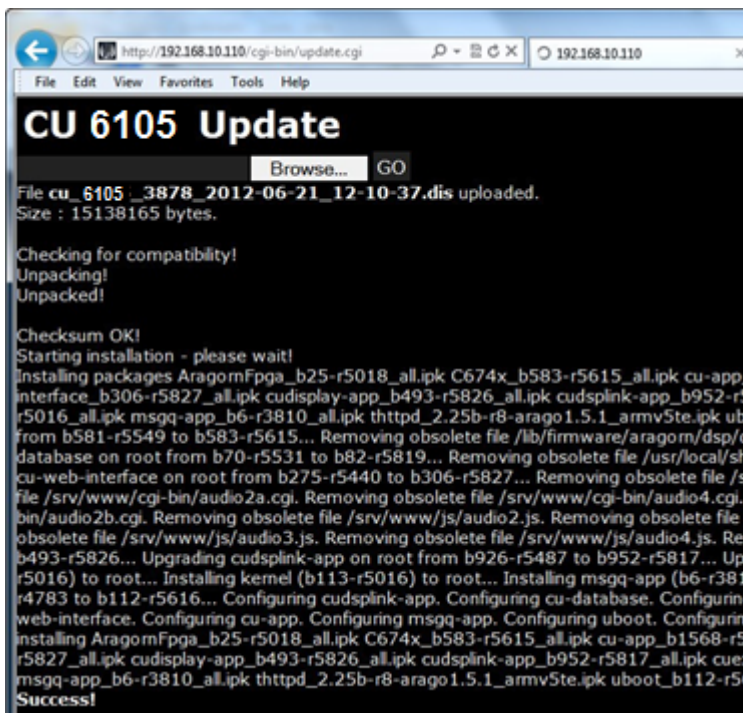 http://192.168.10.110/cgi-bin/update.cgi
192.168.10.110
File Edit View Favorites Tools Help
CU 6105 Update
Browse... GO
File cu_6105_3878_2012-06-21_12-10-37.dis uploaded.
Size : 15138165 bytes.
Checking for compatibility!
Unpacking!
Unpacked!
Checksum OK!
Starting installation - please wait!
Installing packages AragornFpga_b25-r5018_all.ipk C674x_b583-r5615_all.ipk cu-app_
interface_b306-r5827_all.ipk cudisplay-app_b493-r5826_all.ipk cudsplink-app_b952-r5
r5016_all.ipk msgq-app_b6-r3810_all.ipk thttpd_2.25b-r8-arago1.5.1_armv5te.ipk ub
from b581-r5549 to b583-r5615... Removing obsolete file /lib/firmware/aragorn/dsp/
database on root from b70-r5531 to b82-r5819... Removing obsolete file /usr/local/sh
cu-web-interface on root from b275-r5440 to b306-r5827... Removing obsolete file /s
file /srv/www/cgi-bin/audio2a.cgi. Removing obsolete file /srv/www/cgi-bin/audio4.cgi.
bin/audio2b.cgi. Removing obsolete file /srv/www/js/audio2.js. Removing obsolete file
obsolete file /srv/www/js/audio3.js. Removing obsolete file /srv/www/js/audio4.js. Re
b493-r5826... Upgrading cudsplink-app on root from b926-r5487 to b952-r5817... Up
r5016) to root... Installing kernel (b113-r5016) to root... Installing msgq-app (b6-r381
r4783 to b112-r5616... Configuring cudsplink-app. Configuring cu-database. Configurin
web-interface. Configuring cu-app. Configuring msgq-app. Configuring uboot. Configurin
installing AragornFpga_b25-r5018_all.ipk C674x_b583-r5615_all.ipk cu-app_b1568-r5
r5827_all.ipk cudisplay-app_b493-r5826_all.ipk cudsplink-app_b952-r5817_all.ipk cue
msgq-app_b6-r3810_all.ipk thttpd_2.25b-r8-arago1.5.1_armv5te.ipk uboot_b112-r5
Success!